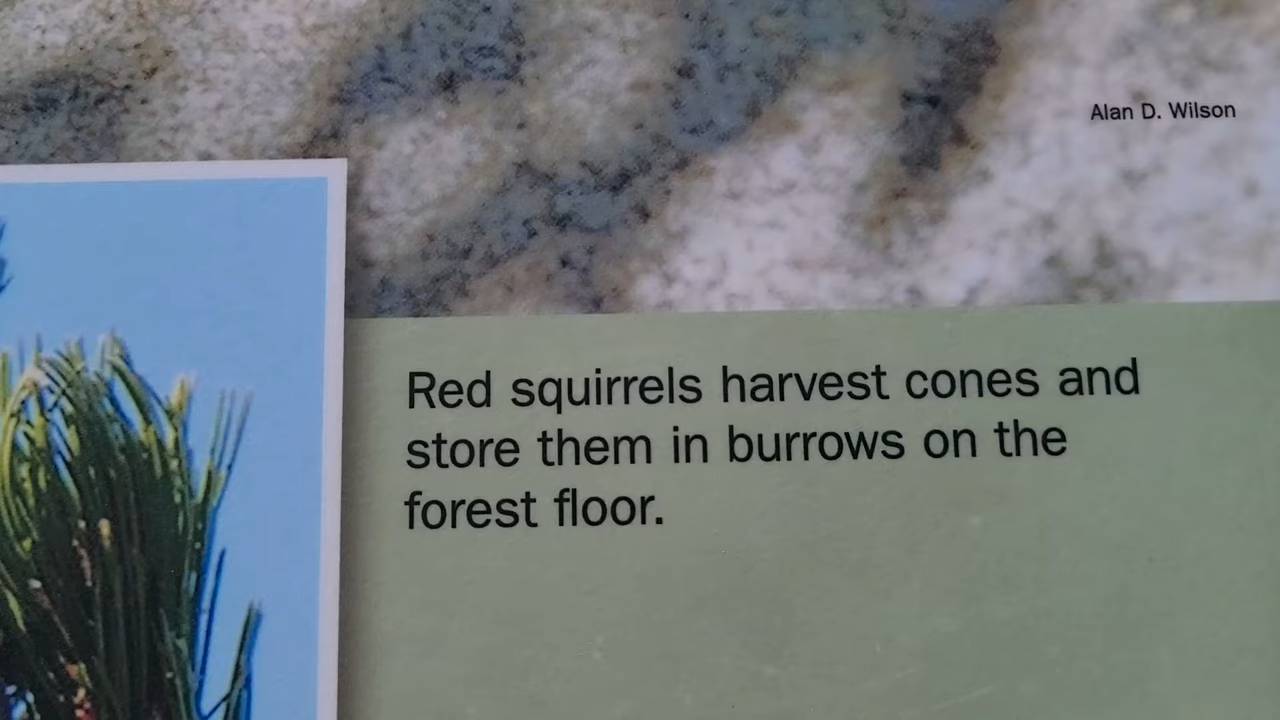 Alan D. Wilson
Red squirrels harvest cones and
store them in burrows on the
forest floor.